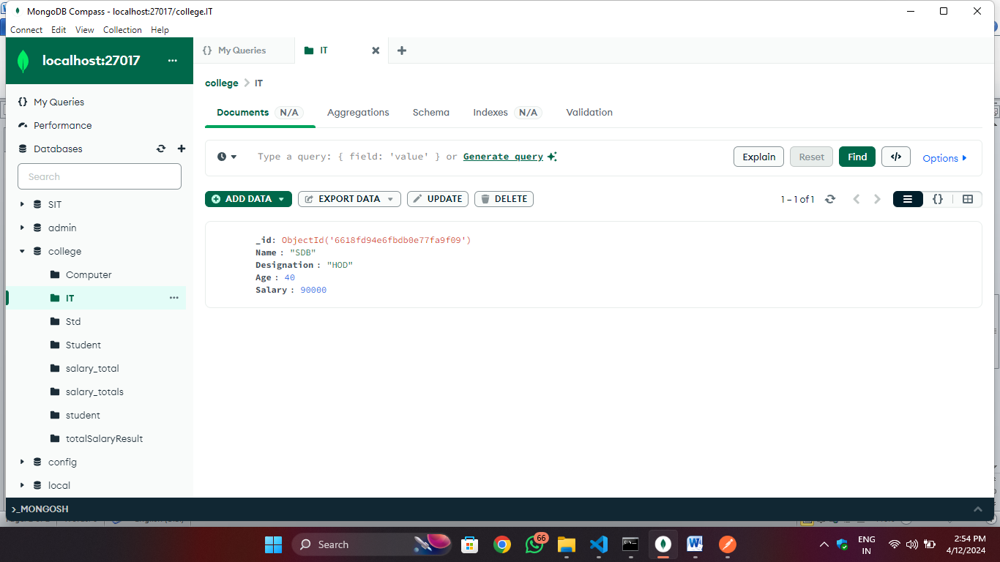 MongoDB Compass - localhost:27017/college.IT
Connect Edit View Collection Help
localhost:27017 ...
My Queries
IT
college > IT
{} My Queries
Performance
Databases
Search
SIT
admin
college
Computer
IT ...
Std
Student
salary_total
salary_totals
student
totalSalaryResult
config
local
Documents N/A Aggregations Schema Indexes N/A Validation
Type a query: { field: 'value' } or Generate query
Explain Reset Find </> Options
ADD DATA EXPORT DATA UPDATE DELETE
1 – 1 of 1 {}
_id: ObjectId('6618fd94e6fbdb0e77fa9f09')
Name : "SDB"
Designation : "HOD"
Age : 40
Salary : 90000
>_MONGOSH
Search
66
ENG
IN
2:54 PM
4/12/2024